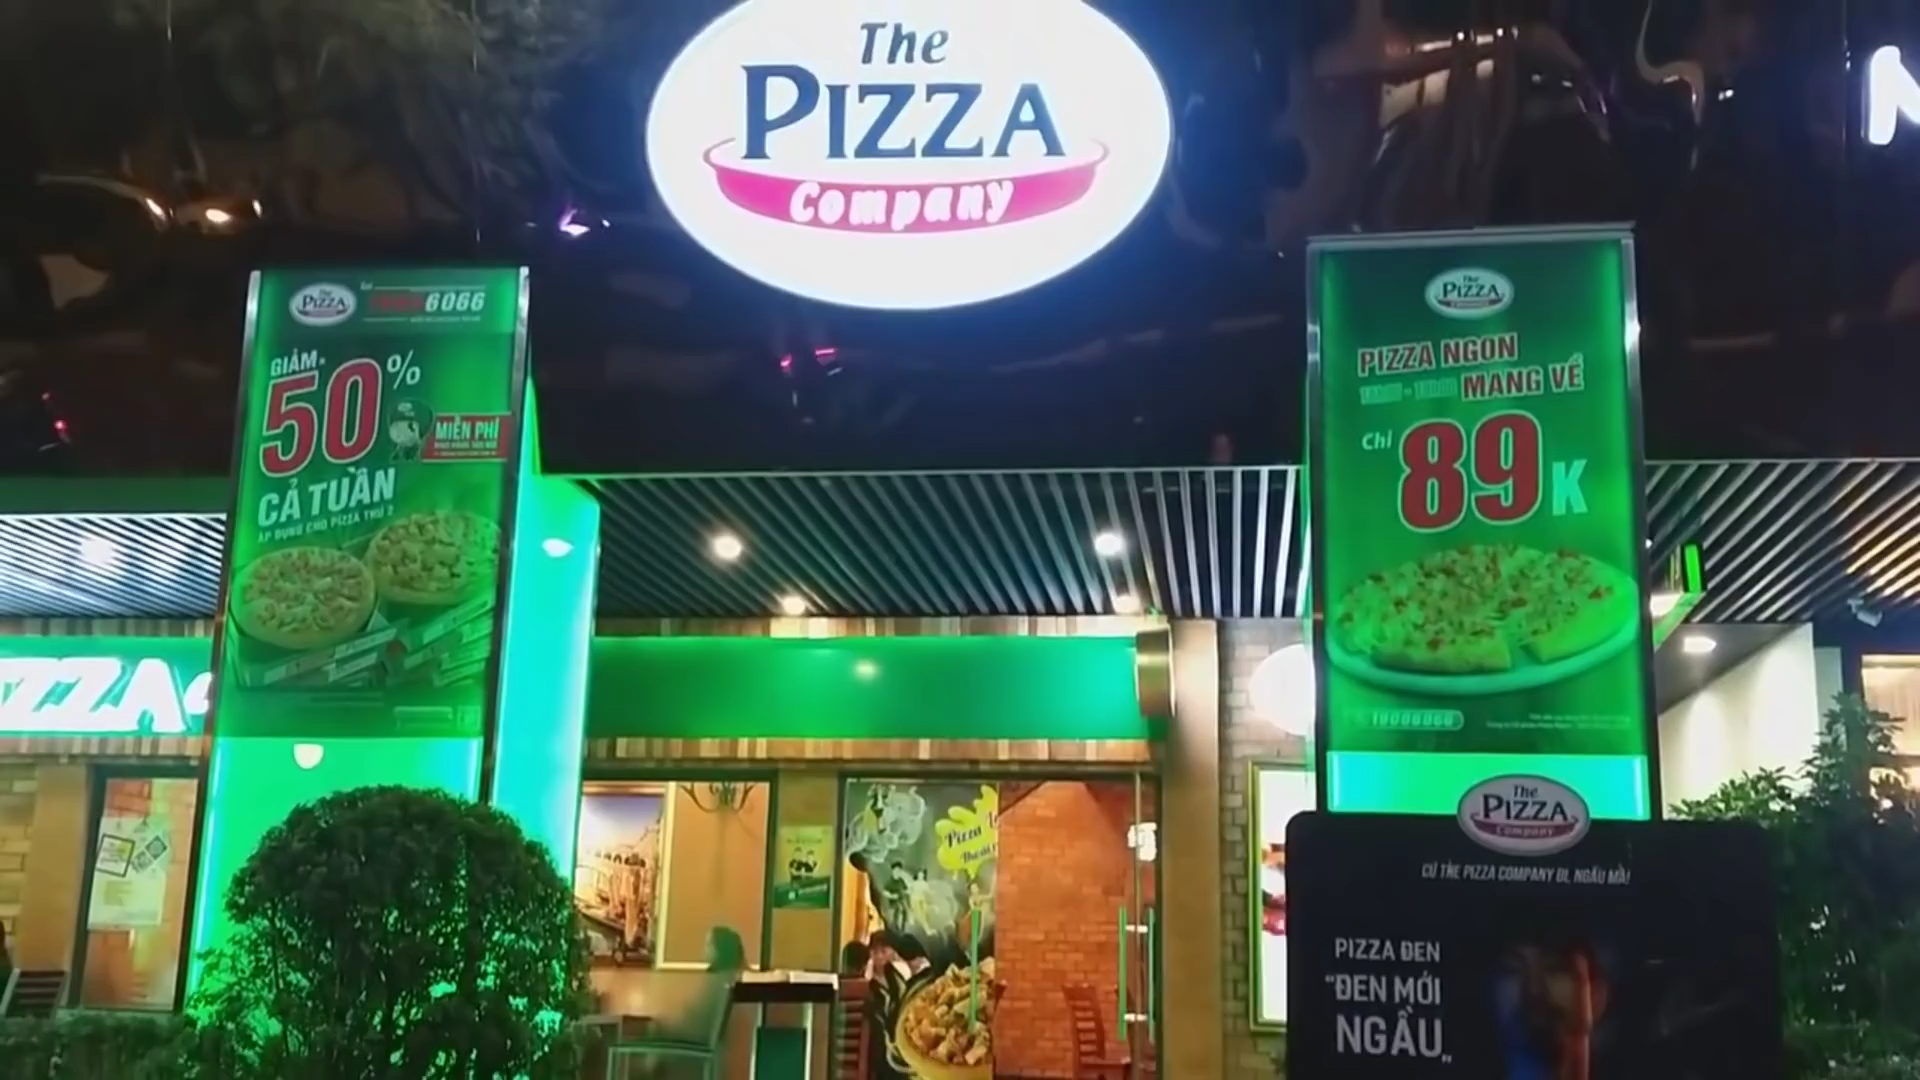 The
PIZZA
Company
The
PIZZA
6066
GIẢM
50%
MIỄN PHÍ
CẢ TUẦN
ÁP DỤNG CHO PIZZA THỨ 2
The
PIZZA
PIZZA NGON
MANG VỀ
Chỉ
89K
19006066
ZZA
Pizza
The
PIZZA
Company
CỨ THE PIZZA COMPANY ĐI, NGẦU MÀ!
PIZZA ĐEN
“ĐEN MỚI
NGẦU„